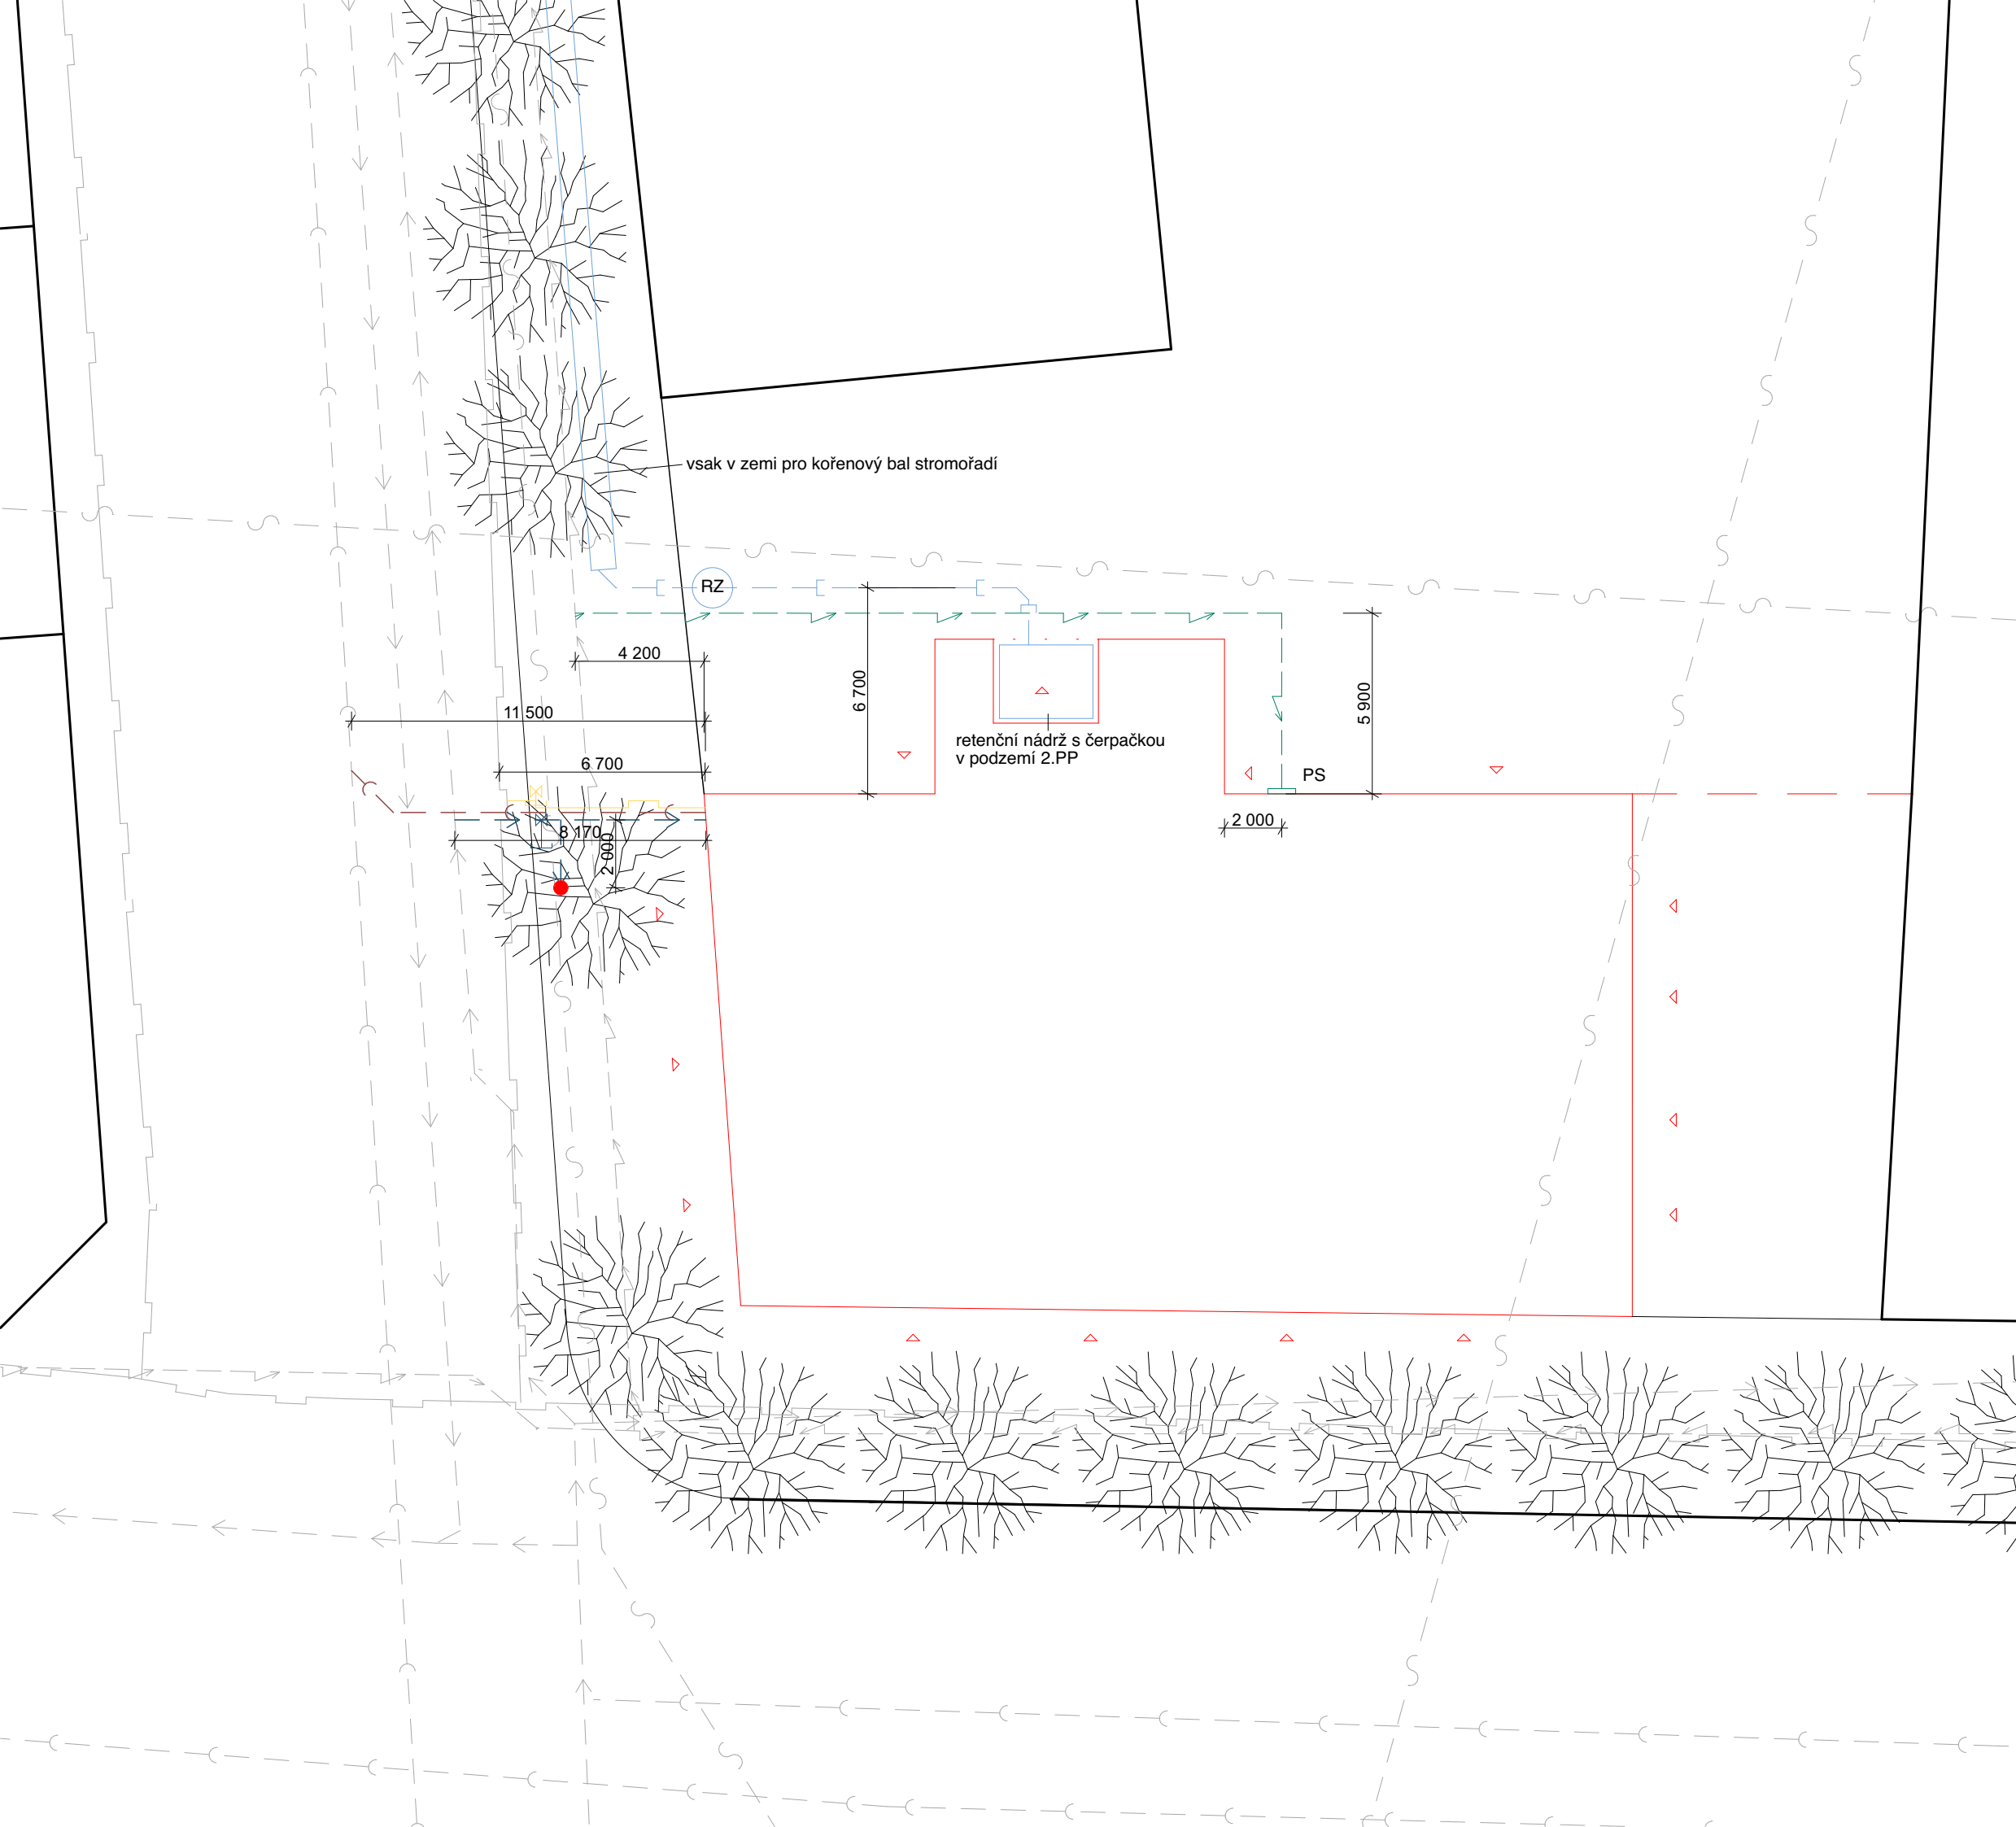 vsak v zemi pro kořenový bal stromořadí
RZ
4 200
6 700
5 900
11 500
retenční nádrž s čerpačkou
v podzemí 2.PP
6 700
PS
2 000
8 170
2 000